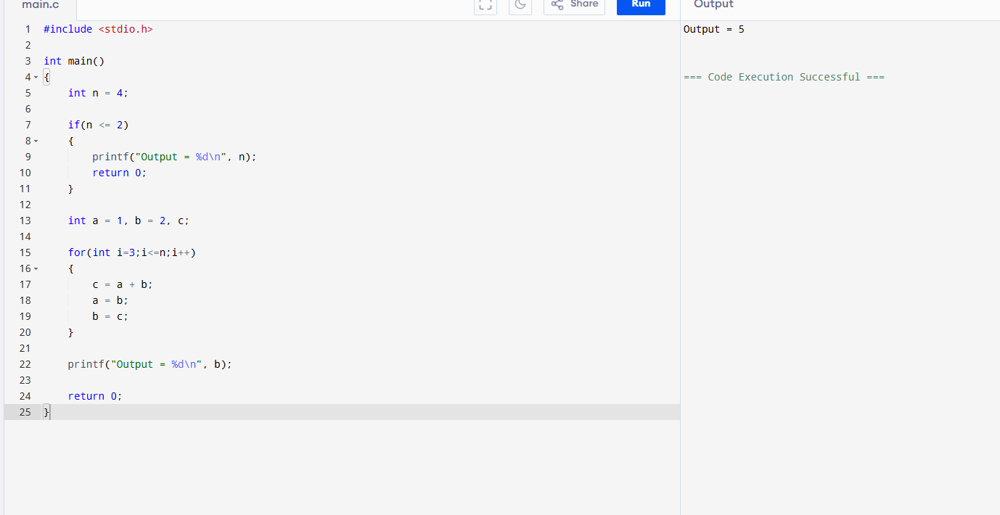 main.c
Share
Run
Output
1 #include <stdio.h>
2
3 int main()
4 {
5     int n = 4;
6
7     if(n <= 2)
8     {
9         printf("Output = %d\n", n);
10         return 0;
11     }
12
13     int a = 1, b = 2, c;
14
15     for(int i=3;i<=n;i++)
16     {
17         c = a + b;
18         a = b;
19         b = c;
20     }
21
22     printf("Output = %d\n", b);
23
24     return 0;
25 }
Output = 5
=== Code Execution Successful ===